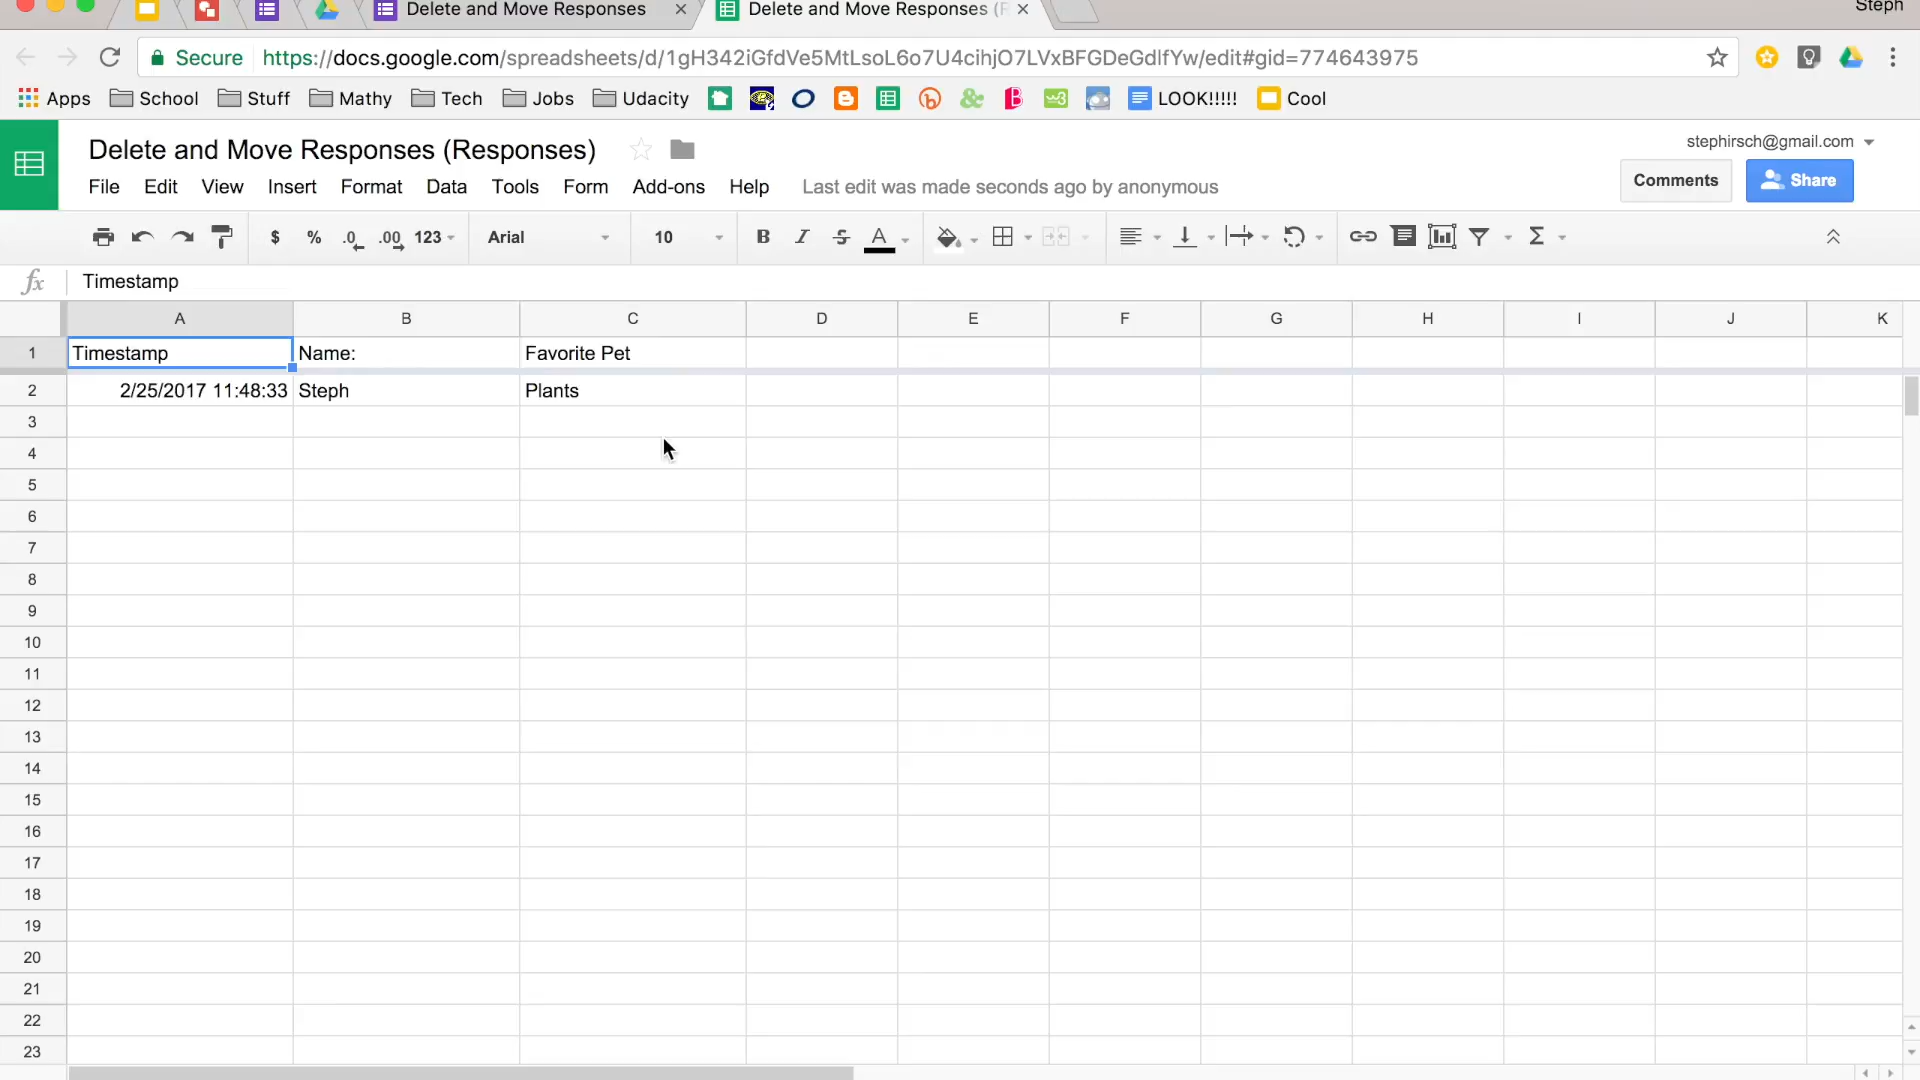 Delete and Move Responses
Delete and Move Responses (R
Steph
Secure https://docs.google.com/spreadsheets/d/1gH342iGfdVe5MtLsoL6o7U4cihjO7LVxBFGDeGdlfYw/edit#gid=774643975
Apps School Stuff Mathy Tech Jobs Udacity LOOK!!!!! Cool
Delete and Move Responses (Responses)
stephirsch@gmail.com
File Edit View Insert Format Data Tools Form Add-ons Help Last edit was made seconds ago by anonymous
Comments Share
$ % .0 .00 123 Arial 10 B I S A Σ
fx Timestamp
A B C D E F G H I J K
1 Timestamp Name: Favorite Pet
2 2/25/2017 11:48:33 Steph Plants
3
4
5
6
7
8
9
10
11
12
13
14
15
16
17
18
19
20
21
22
23